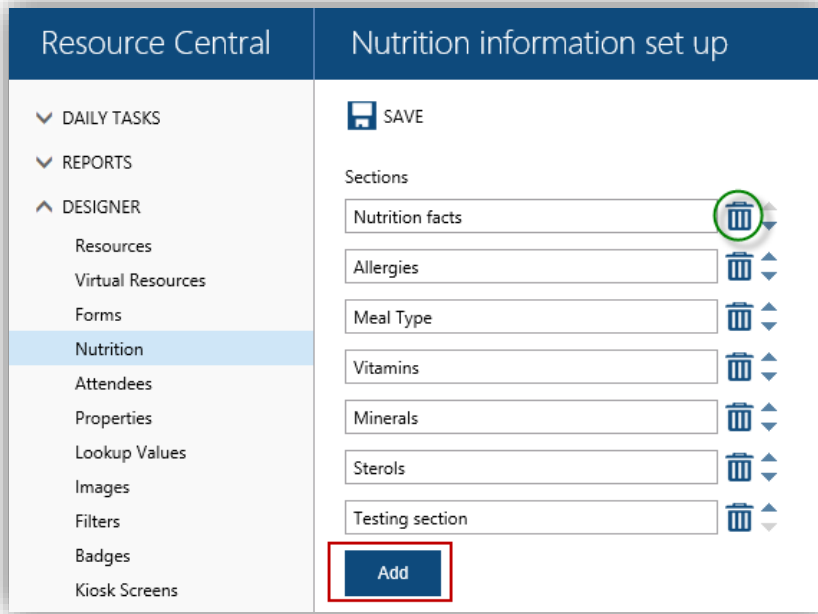 Resource Central
Nutrition information set up
DAILY TASKS
REPORTS
DESIGNER
Resources
Virtual Resources
Forms
Nutrition
Attendees
Properties
Lookup Values
Images
Filters
Badges
Kiosk Screens
SAVE
Sections
Nutrition facts
Allergies
Meal Type
Vitamins
Minerals
Sterols
Testing section
Add